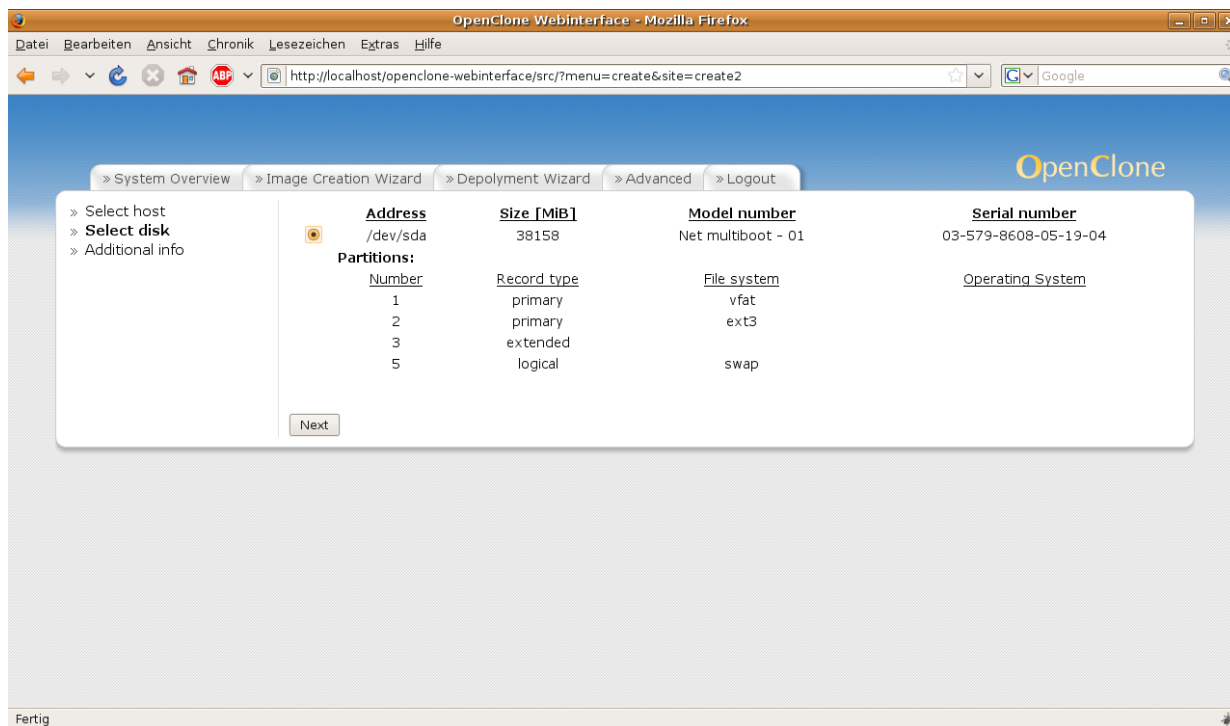 OpenClone Webinterface - Mozilla Firefox
Datei Bearbeiten Ansicht Chronik Lesezeichen Extras Hilfe
ABP http://localhost/openclone-webinterface/src/?menu=create&site=create2 G Google
OpenClone
» System Overview » Image Creation Wizard » Depolyment Wizard » Advanced » Logout
» Select host
» Select disk
» Additional info
Address Size [MiB] Model number Serial number
/dev/sda 38158 Net multiboot - 01 03-579-8608-05-19-04
Partitions:
Number Record type File system Operating System
1 primary vfat
2 primary ext3
3 extended
5 logical swap
Next
Fertig